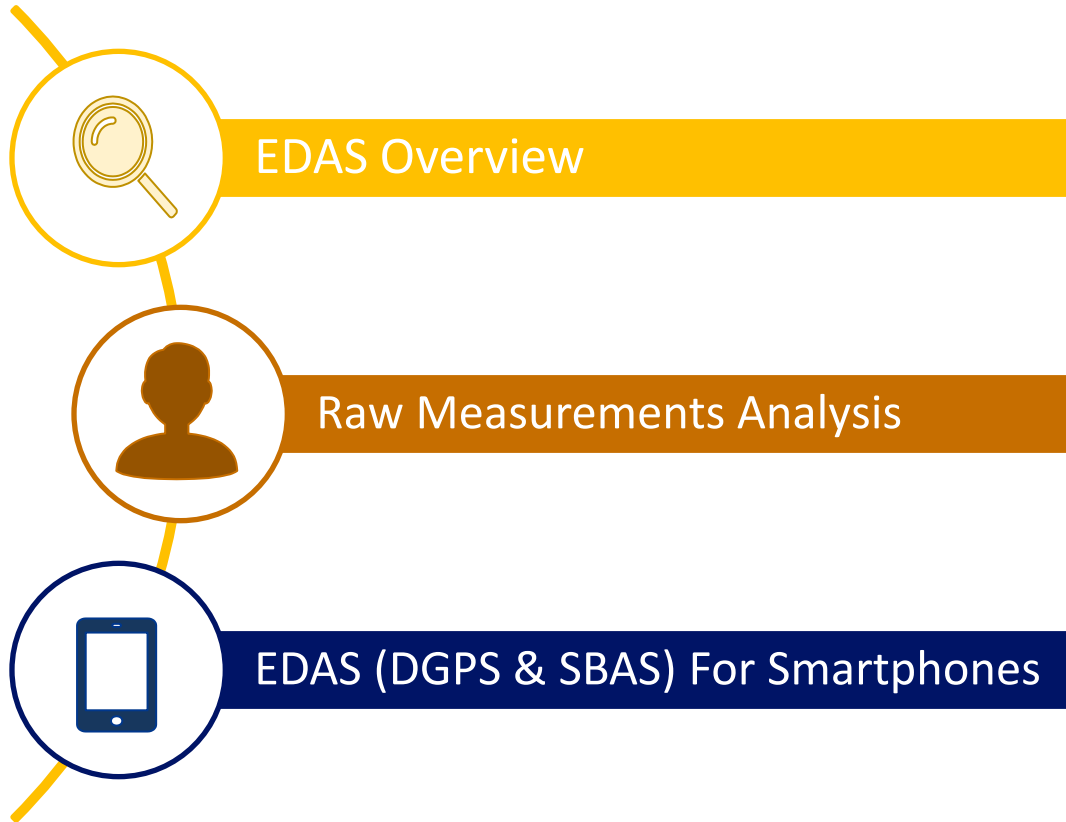 EDAS Overview
Raw Measurements Analysis
EDAS (DGPS & SBAS) For Smartphones